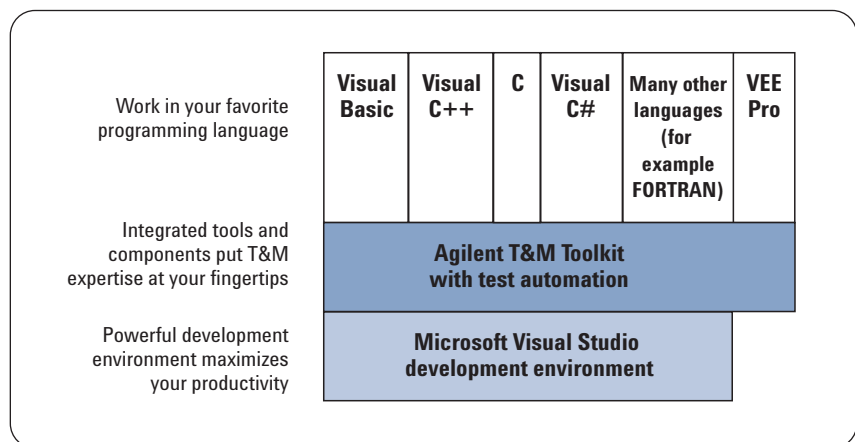 Work in your favorite
programming language
Visual
Basic
Visual
C++
C
Visual
C#
Many other
languages
(for
example
FORTRAN)
VEE
Pro
Integrated tools and
components put T&M
expertise at your fingertips
Agilent T&M Toolkit
with test automation
Powerful development
environment maximizes
your productivity
Microsoft Visual Studio
development environment